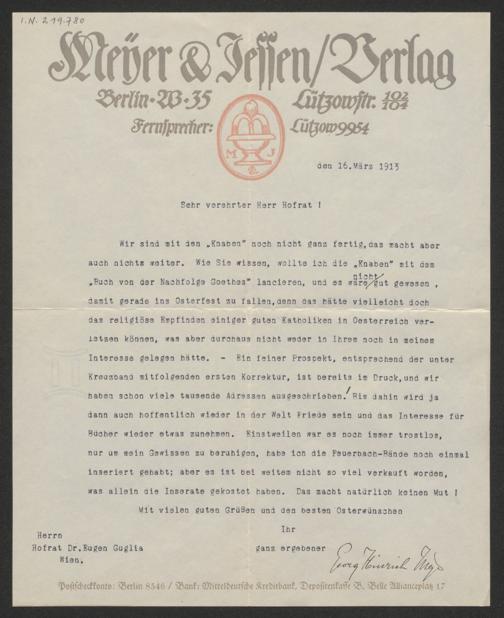 I.N. 219.780
Meÿer & Jessen/Verlag
Berlin·W·35 Lützowstr. 102/104
Fernsprecher: Lützow 9954
M J
den 16.März 1913
Sehr verehrter Herr Hofrat !
Wir sind mit den „Knaben" noch nicht ganz fertig,das macht aber
auch nichts weiter. Wie Sie wissen, wollte ich die „Knaben" mit dem
nicht
„Buch von der Nachfolge Goethes" lancieren, und es wäre/gut gewesen ,
damit gerade ins Osterfest zu fallen,denn das hätte vielleicht doch
das religiöse Empfinden einiger guten Katholiken in Oesterreich ver-
letzen können, was aber durchaus nicht weder in Ihrem noch in meinem
Interesse gelegen hätte. - Ein feiner Prospekt, entsprechend der unter
Kreuzband mitfolgenden ersten Korrektur, ist bereits im Druck,und wir
haben schon viele tausende Adressen ausgeschrieben.! Bis dahin wird ja
dann auch hoffentlich wieder in der Welt Friede sein und das Interesse für
Bücher wieder etwas zunehmen. Einstweilen war es noch immer trostlos,
nur um mein Gewissen zu beruhigen, habe ich die Feuerbach-Bände noch einmal
inseriert gehabt; aber es ist bei weitem nicht so viel verkauft worden,
was allein die Inserate gekostet haben. Das macht natürlich keinen Mut !
Mit vielen guten Grüßen und den besten Osterwünschen
Ihr
Herrn
Hofrat Dr.Eugen Guglia ganz ergebener Georg Heinrich Meyer
Wien.
Postscheckkonto: Berlin 8546 / Bank: Mitteldeutsche Kreditbank, Depositenkasse B, Belle Allianceplatz 17